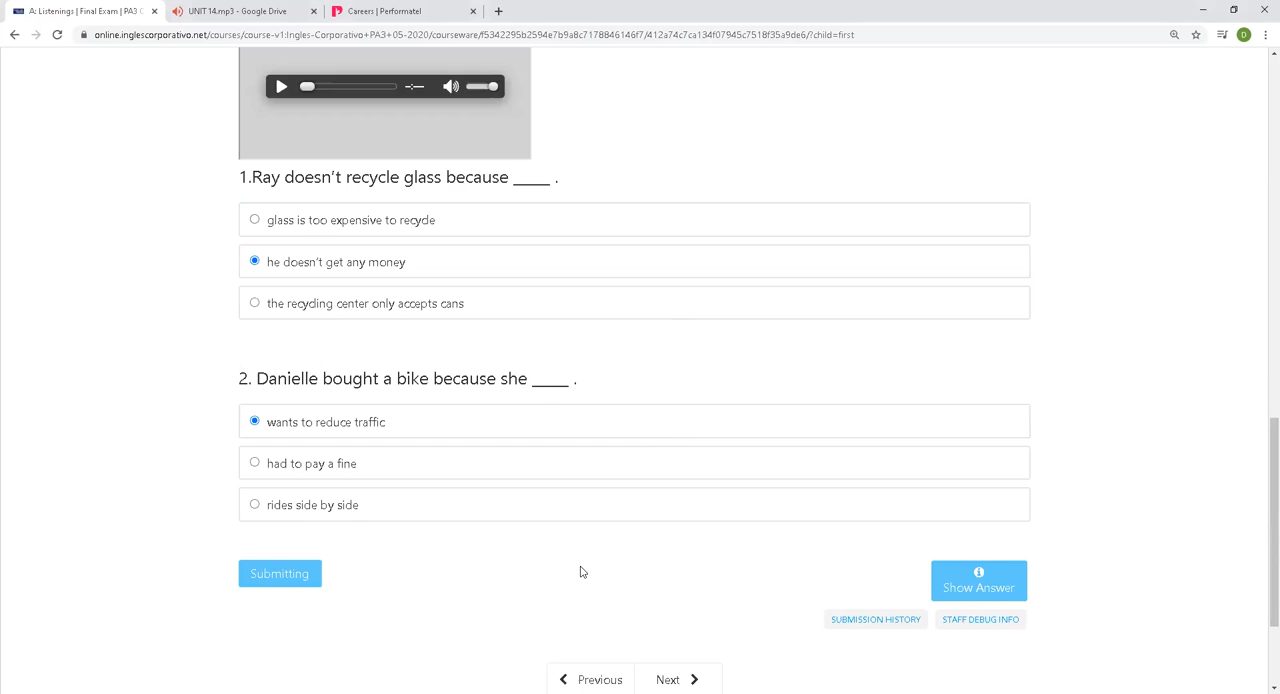 .A: Listenings | Final Exam | PA3 C
UNIT 14.mp3 - Google Drive
Careers | Performatel
online.inglescorporativo.net/courses/course-v1:Ingles-Corporativo+PA3+05-2020/courseware/f5342295b2594e7b9a8c7178846146f7/412a74c7ca134f07945c7518f35a9de6/?child=first
D
--:--
1.Ray doesn’t recycle glass because ____ .
glass is too expensive to recycle
he doesn’t get any money
the recycling center only accepts cans
2. Danielle bought a bike because she ____ .
wants to reduce traffic
had to pay a fine
rides side by side
Submitting
Show Answer
SUBMISSION HISTORY
STAFF DEBUG INFO
Previous
Next